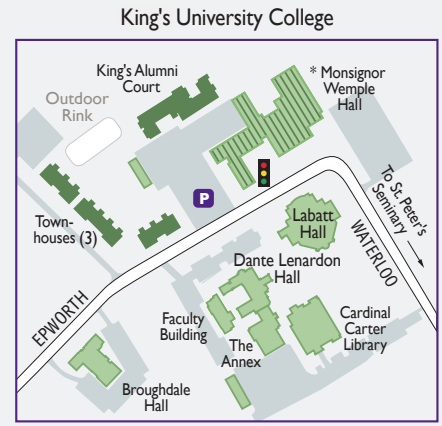 King's University College
King's Alumni
Court
* Monsignor
Wemple
Hall
Outdoor
Rink
To St. Peter's
Seminary
P
Town-
houses (3)
Labatt
Hall
WATERLOO
Dante Lenardon
Hall
EPWORTH
Faculty
Building
The
Annex
Cardinal
Carter
Library
Broughdale
Hall